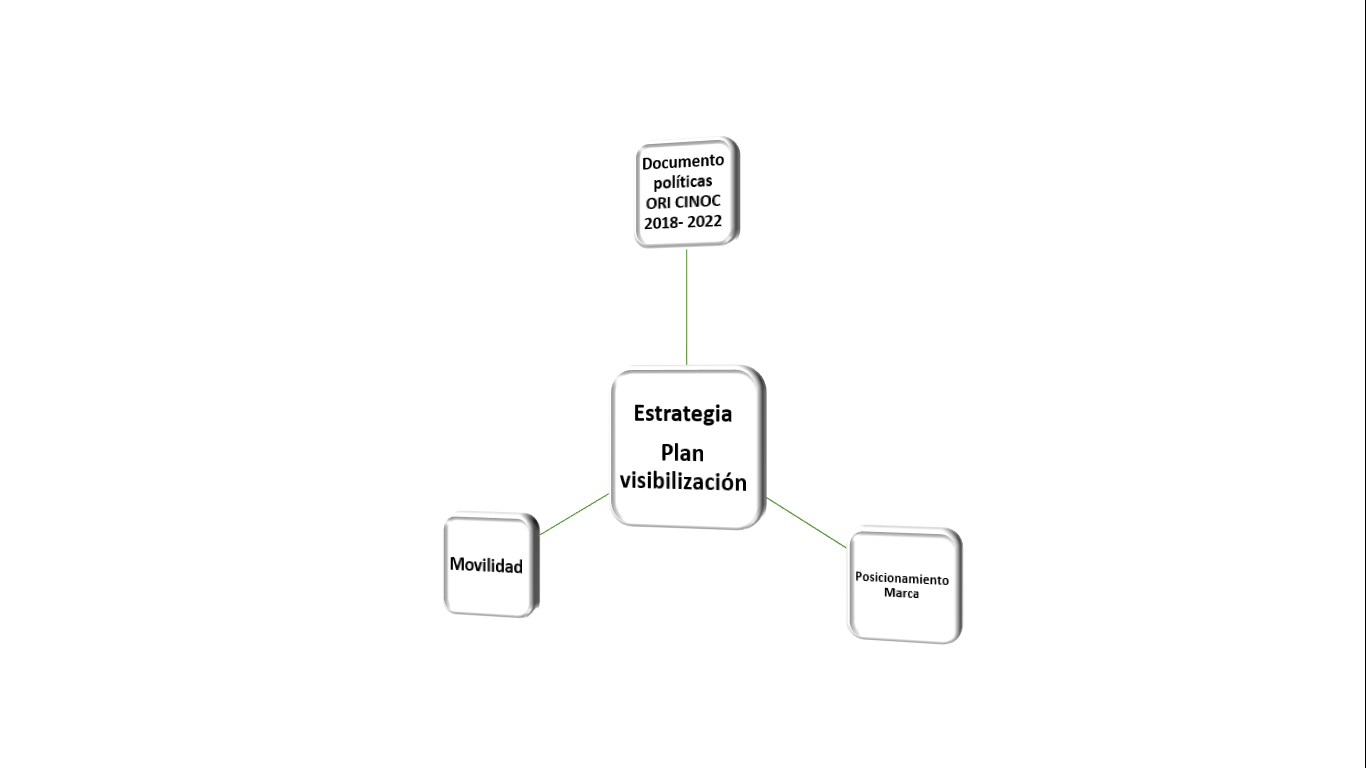 Documento
políticas
ORI CINOC
2018- 2022
Estrategia
Plan
visibilización
Movilidad
Posicionamiento
Marca